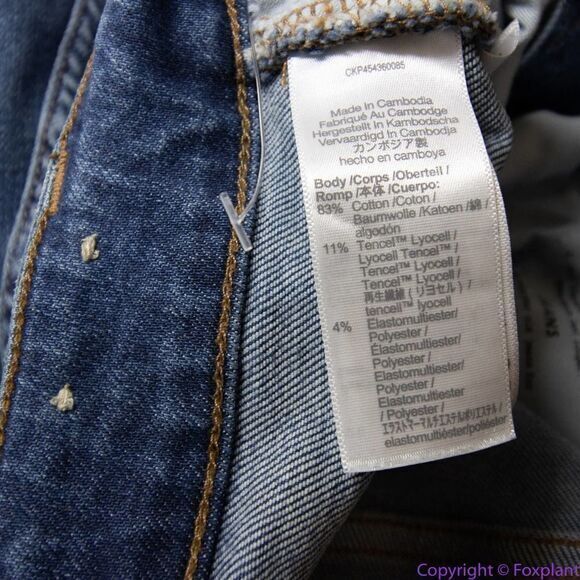 CKP454360085
Made In Cambodia
Fabriqué Au Cambodge
Hergestellt In Kambodscha
Vervaardigd In Cambodja
カンボジア製
hecho en camboya
Body /Corps /Oberteil /
Romp /本体 /Cuerpo:
83% Cotton /Coton /
Baumwolle /Katoen /綿 /
algodón
11% Tencel™ Lyocell /
Lyocell Tencel™ /
Tencel™ Lyocell /
Tencel™ Lyocell /
再生繊維 (リヨセル) /
tencel™ lyocell
4% Elastomultiester /
Polyester /
Élastomultiester /
Polyester /
Elastomultiester /
Polyester /
Elastomultiester
/ Polyester /
エラストマーマルチエステルポリエステル /
elastomultiéster/poliéster
Copyright © Foxplant